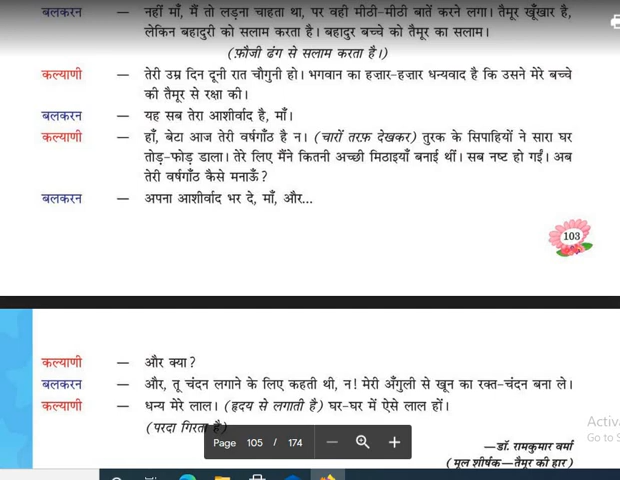 बलकरन — नहीं माँ, मैं तो लड़ना चाहता था, पर वही मीठी-मीठी बातें करने लगा। तैमूर खूँखार है,
लेकिन बहादुरी को सलाम करता है। बहादुर बच्चे को तैमूर का सलाम।
(फ़ौजी ढंग से सलाम करता है।)
कल्याणी — तेरी उम्र दिन दूनी रात चौगुनी हो। भगवान का हज़ार-हज़ार धन्यवाद है कि उसने मेरे बच्चे
की तैमूर से रक्षा की।
बलकरन — यह सब तेरा आशीर्वाद है, माँ।
कल्याणी — हाँ, बेटा आज तेरी वर्षगाँठ है न। (चारों तरफ़ देखकर) तुरक के सिपाहियों ने सारा घर
तोड़-फोड़ डाला। तेरे लिए मैंने कितनी अच्छी मिठाइयाँ बनाई थीं। सब नष्ट हो गईं। अब
तेरी वर्षगाँठ कैसे मनाऊँ?
बलकरन — अपना आशीर्वाद भर दे, माँ, और...
103
कल्याणी — और क्या?
बलकरन — और, तू चंदन लगाने के लिए कहती थी, न! मेरी अँगुली से खून का रक्त-चंदन बना ले।
कल्याणी — धन्य मेरे लाल। (हृदय से लगाती है) घर-घर में ऐसे लाल हों।
(परदा गिरता है)
Page 105 / 174
Activ
Go to S
—डॉ. रामकुमार वर्मा
(मूल शीर्षक—तैमूर की हार)